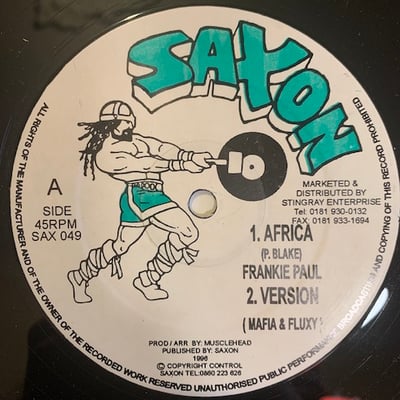 SAXON
A
SIDE
45RPM
SAX 049
MARKETED &
DISTRIBUTED BY
STINGRAY ENTERPRISE
Tel: 0181 930-0132
FAX: 0181 933-1694
1. AFRICA
(P. BLAKE)
FRANKIE PAUL
2. VERSION
( MAFIA & FLUXY )
PROD / ARR BY: MUSCLEHEAD
PUBLISHED BY: SAXON
1996
© COPYRIGHT CONTROL
SAXON TEL:0860 223 626
ALL RIGHTS OF THE MANUFACTURER AND OF THE OWNER OF THE RECORDED WORK RESERVED UNAUTHORISED PUBLIC PERFORMANCE BROADCASTING AND COPYING OF THIS RECORD PROHIBITED